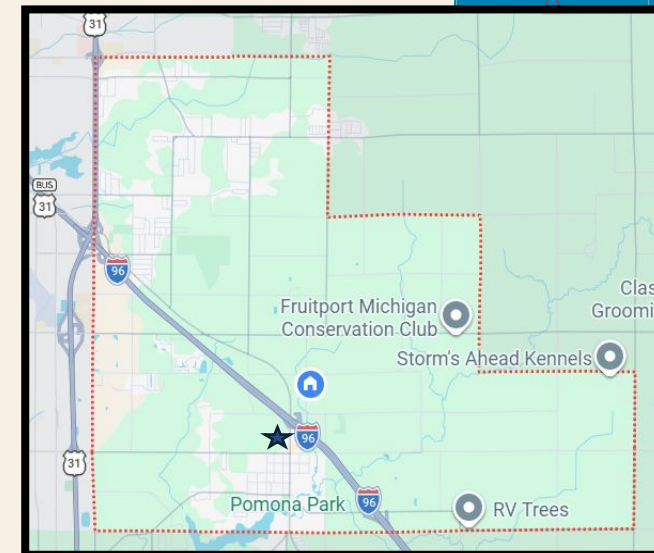 31
BUS
31
96
Fruitport Michigan
Conservation Club
Clas
Groomi
Storm's Ahead Kennels
96
31
96
Pomona Park
RV Trees